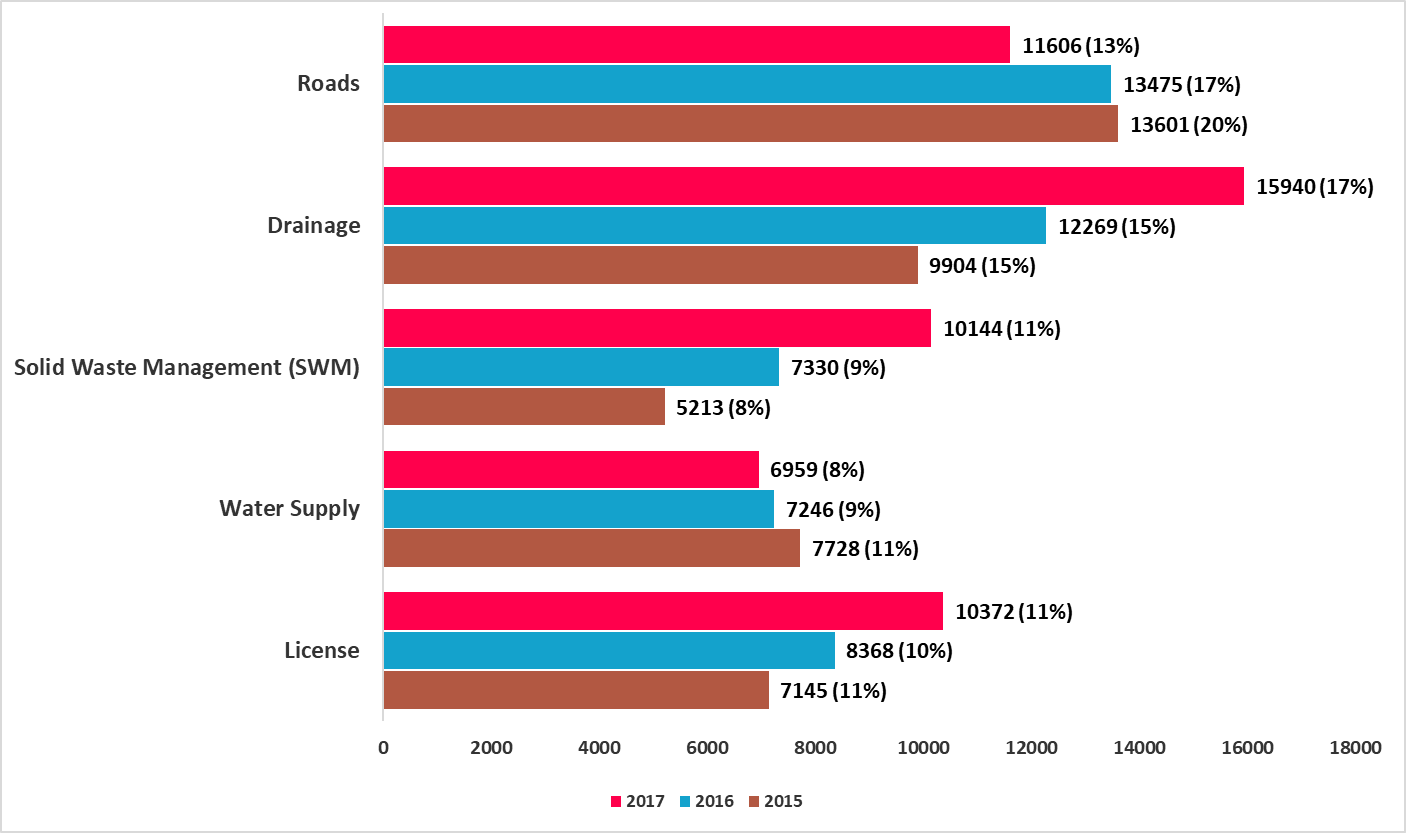 11606 (13%)
Roads
13475 (17%)
13601 (20%)
15940 (17%)
Drainage
12269 (15%)
9904 (15%)
10144 (11%)
Solid Waste Management (SWM)
7330 (9%)
5213 (8%)
6959 (8%)
Water Supply
7246 (9%)
7728 (11%)
10372 (11%)
License
8368 (10%)
7145 (11%)
0 2000 4000 6000 8000 10000 12000 14000 16000 18000
2017 2016 2015